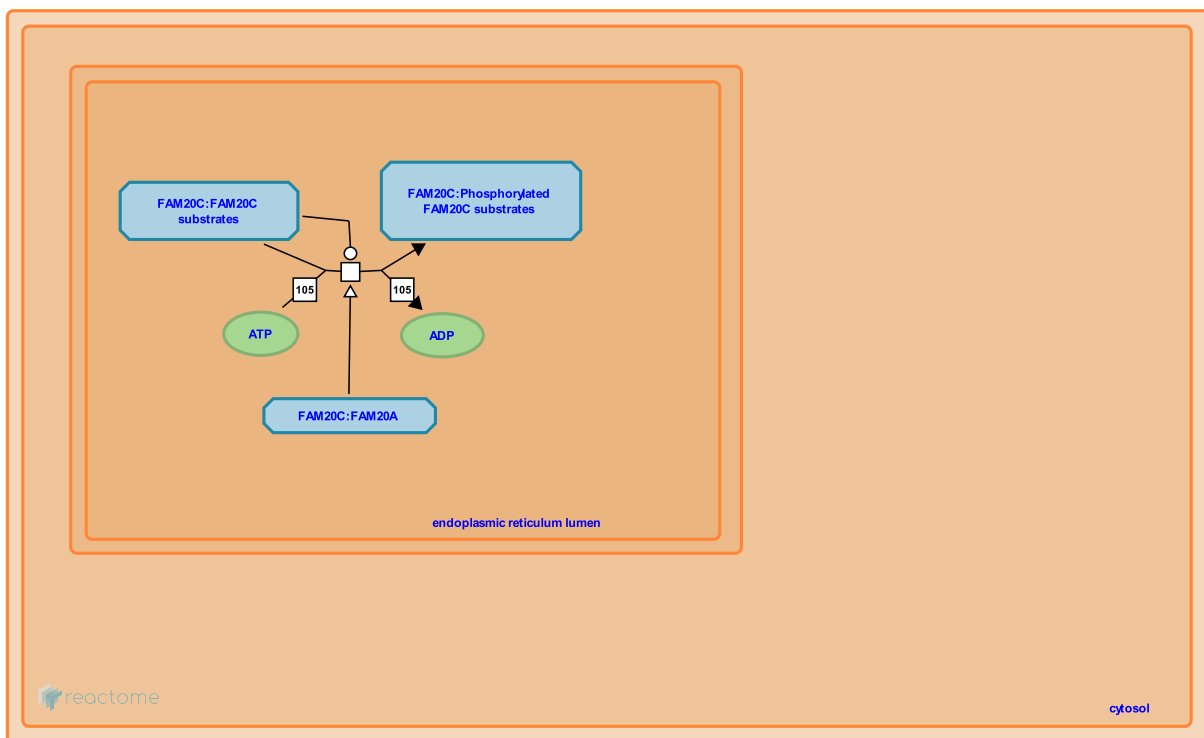 FAM20C:FAM20C
substrates
FAM20C:Phosphorylated
FAM20C substrates
105
105
ATP
ADP
FAM20C:FAM20A
endoplasmic reticulum lumen
reactome
cytosol